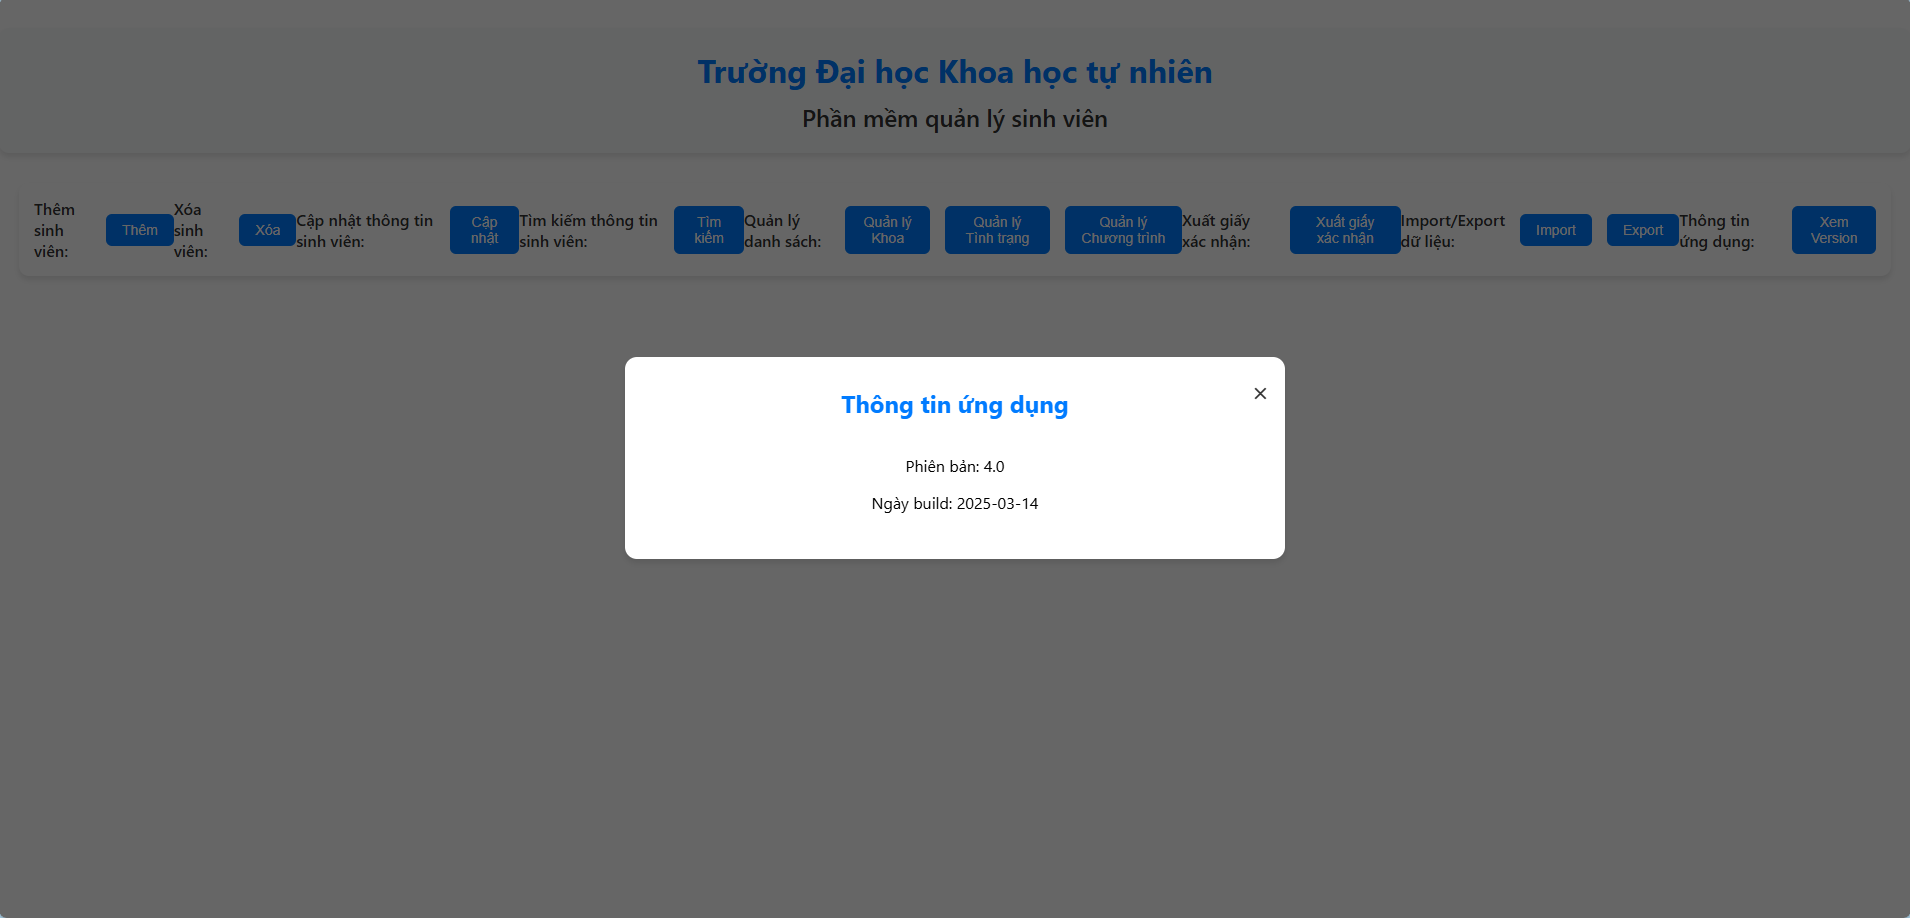 Trường Đại học Khoa học tự nhiên
Phần mềm quản lý sinh viên
Thêm
sinh
viên:
Thêm
Xóa
sinh
viên:
Xóa
Cập nhật thông tin
sinh viên:
Cập
nhật
Tìm kiếm thông tin
sinh viên:
Tìm
kiếm
Quản lý
danh sách:
Quản lý
Khoa
Quản lý
Tình trạng
Quản lý
Chương trình
Xuất giấy
xác nhận:
Xuất giấy
xác nhận
Import/Export
dữ liệu:
Import
Export
Thông tin
ứng dụng:
Xem
Version
Thông tin ứng dụng
×
Phiên bản: 4.0
Ngày build: 2025-03-14